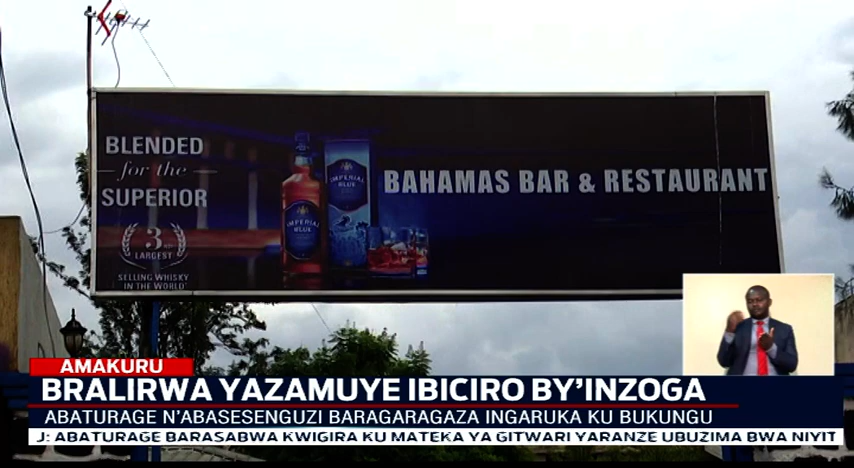 BLENDED
for the
SUPERIOR
3rd
LARGEST
SELLING WHISKY
IN THE WORLD
IMPERIAL
BLUE
IMPERIAL
BLUE
BAHAMAS BAR & RESTAURANT
AMAKURU
BRALIRWA YAZAMUYE IBICIRO BY'INZOGA
ABATURAGE N'ABASESENGUZI BARAGARAGAZA INGARUKA KU BUKUNGU
J: ABATURAGE BARASABWA KWIGIRA KU MATEKA YA GITWARI YARANZE UBUZIMA BWA NIYIT